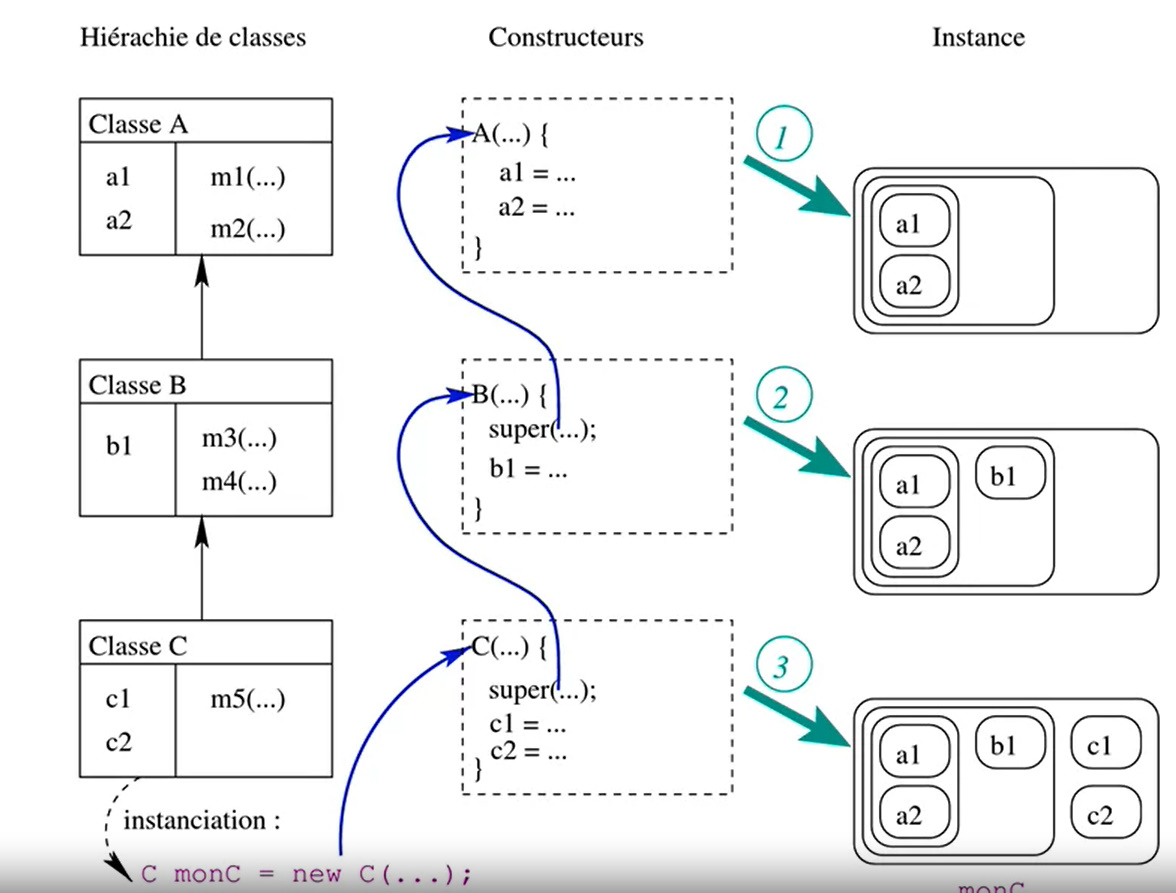 Hiérachie de classes
Constructeurs
Instance
Classe A
a1
a2
m1(...)
m2(...)
A(...) {
a1 = ...
a2 = ...
}
1
a1
a2
Classe B
b1
m3(...)
m4(...)
B(...) {
super(...);
b1 = ...
}
2
a1
a2
b1
Classe C
c1
c2
m5(...)
C(...) {
super(...);
c1 = ...
c2 = ...
}
3
a1
a2
b1
c1
c2
instanciation :
C monC = new C(...);
monC